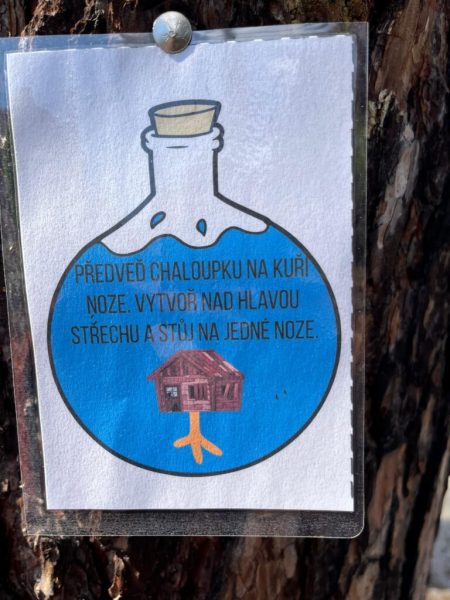 PŘEDVEĎ CHALOUPKU NA KUŘÍ
NOZE. VYTVOŘ NAD HLAVOU
STŘECHU A STŮJ NA JEDNÉ NOZE.